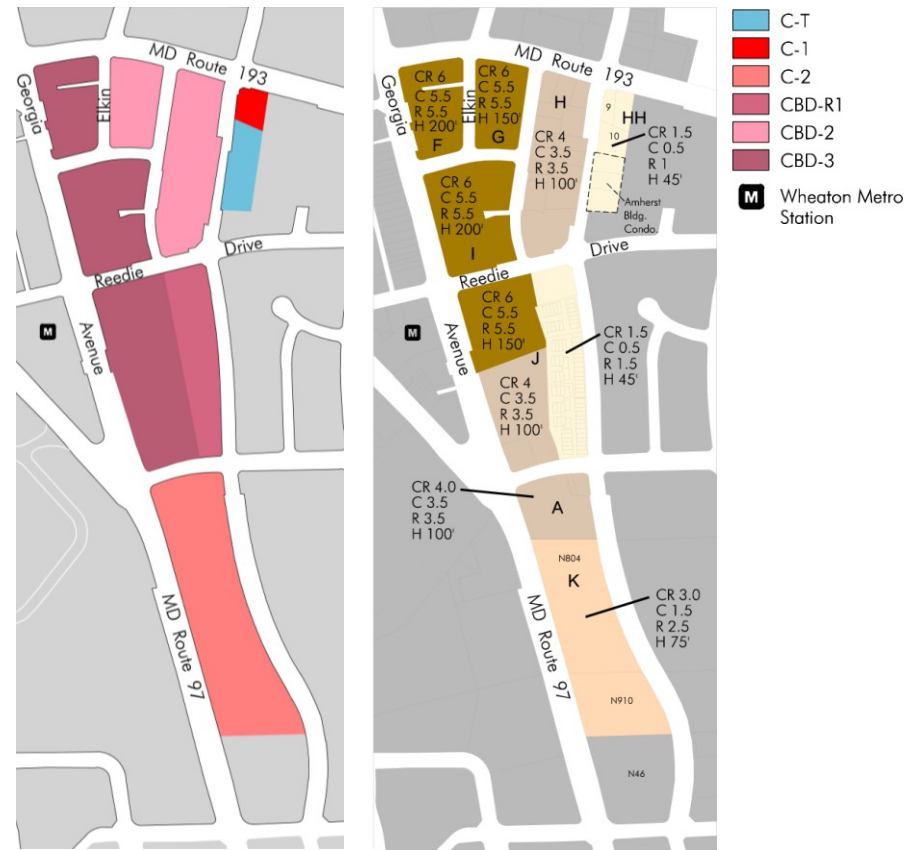 MD Route 193
Georgia
Elkin
Reedie
Drive
M
Avenue
MD Route 97
MD Route 193
Georgia
Elkin
CR 6
C 5.5
R 5.5
H 200'
F
CR 6
C 5.5
R 5.5
H 150'
G
H
CR 4
C 3.5
R 3.5
H 100'
9
10
HH
CR 1.5
C 0.5
R 1
H 45'
Amherst
Bldg.
Condo.
CR 6
C 5.5
R 5.5
H 200'
I
Reedie
Drive
M
Avenue
CR 6
C 5.5
R 5.5
H 150'
J
CR 4
C 3.5
R 3.5
H 100'
CR 1.5
C 0.5
R 1.5
H 45'
CR 4.0
C 3.5
R 3.5
H 100'
A
N804
K
CR 3.0
C 1.5
R 2.5
H 75'
MD Route 97
N910
N46
C-T
C-1
C-2
CBD-R1
CBD-2
CBD-3
M
Wheaton Metro
Station